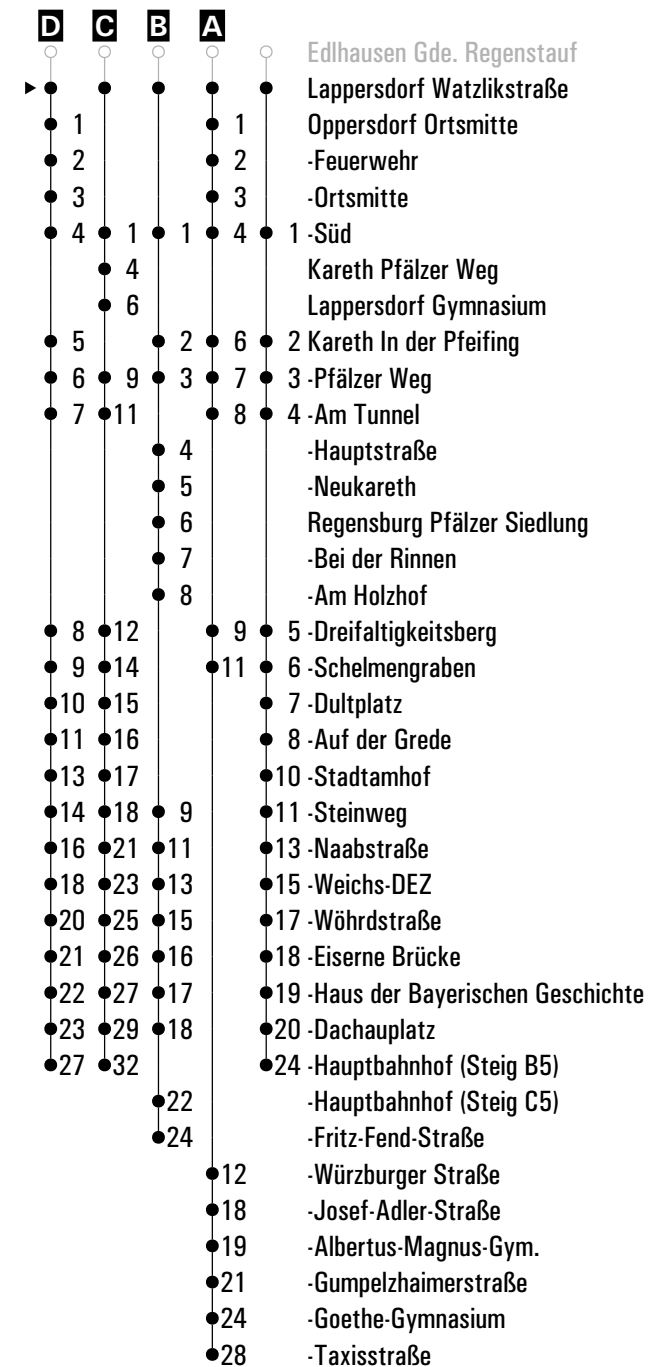 D C B A
Edlhausen Gde. Regenstauf
Lappersdorf Watzlikstraße
1 1 Oppersdorf Ortsmitte
2 2 -Feuerwehr
3 3 -Ortsmitte
4 1 1 4 1 -Süd
4 Kareth Pfälzer Weg
6 Lappersdorf Gymnasium
5 2 6 2 Kareth In der Pfeifing
6 9 3 7 3 -Pfälzer Weg
7 11 8 4 -Am Tunnel
4 -Hauptstraße
5 -Neukareth
6 Regensburg Pfälzer Siedlung
7 -Bei der Rinnen
8 -Am Holzhof
8 12 9 5 -Dreifaltigkeitsberg
9 14 11 6 -Schelmengraben
10 15 7 -Dultplatz
11 16 8 -Auf der Grede
13 17 10 -Stadtamhof
14 18 9 11 -Steinweg
16 21 11 13 -Naabstraße
18 23 13 15 -Weichs-DEZ
20 25 15 17 -Wöhrdstraße
21 26 16 18 -Eiserne Brücke
22 27 17 19 -Haus der Bayerischen Geschichte
23 29 18 20 -Dachauplatz
27 32 24 -Hauptbahnhof (Steig B5)
22 -Hauptbahnhof (Steig C5)
24 -Fritz-Fend-Straße
12 -Würzburger Straße
18 -Josef-Adler-Straße
19 -Albertus-Magnus-Gym.
21 -Gumpelzhaimerstraße
24 -Goethe-Gymnasium
28 -Taxisstraße